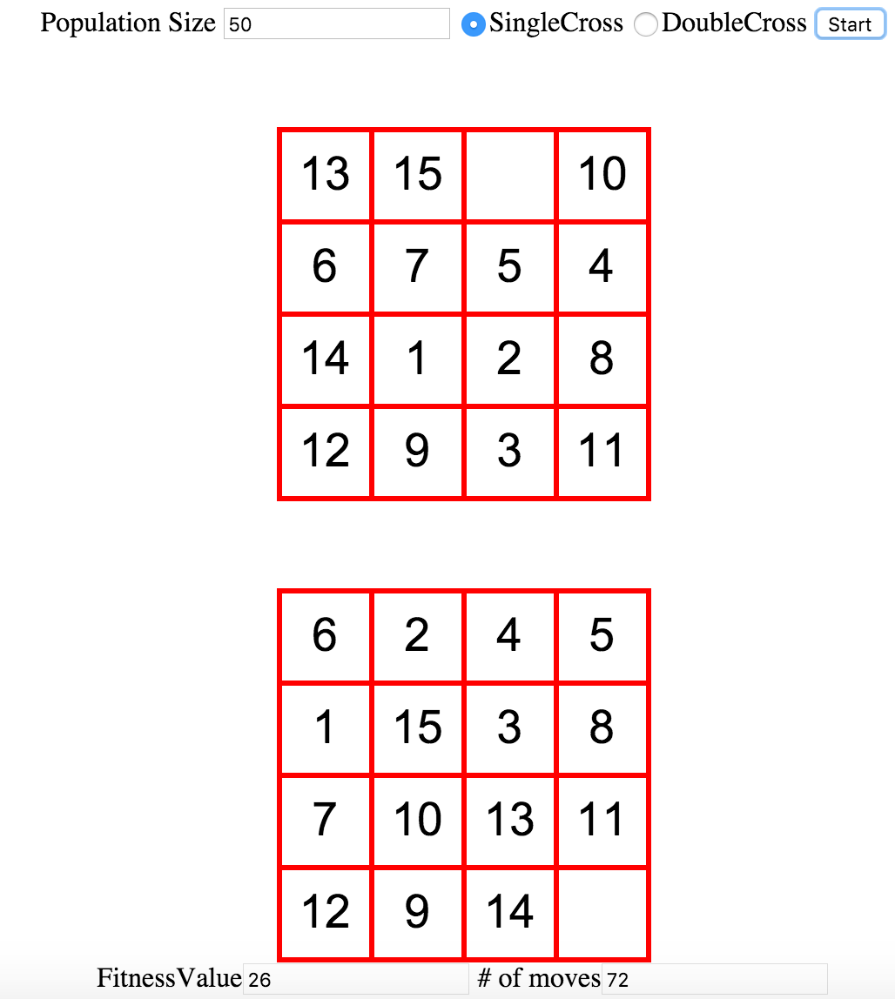 Population Size 50 SingleCross DoubleCross Start
13 15 10
6 7 5 4
14 1 2 8
12 9 3 11
6 2 4 5
1 15 3 8
7 10 13 11
12 9 14
FitnessValue 26 # of moves 72